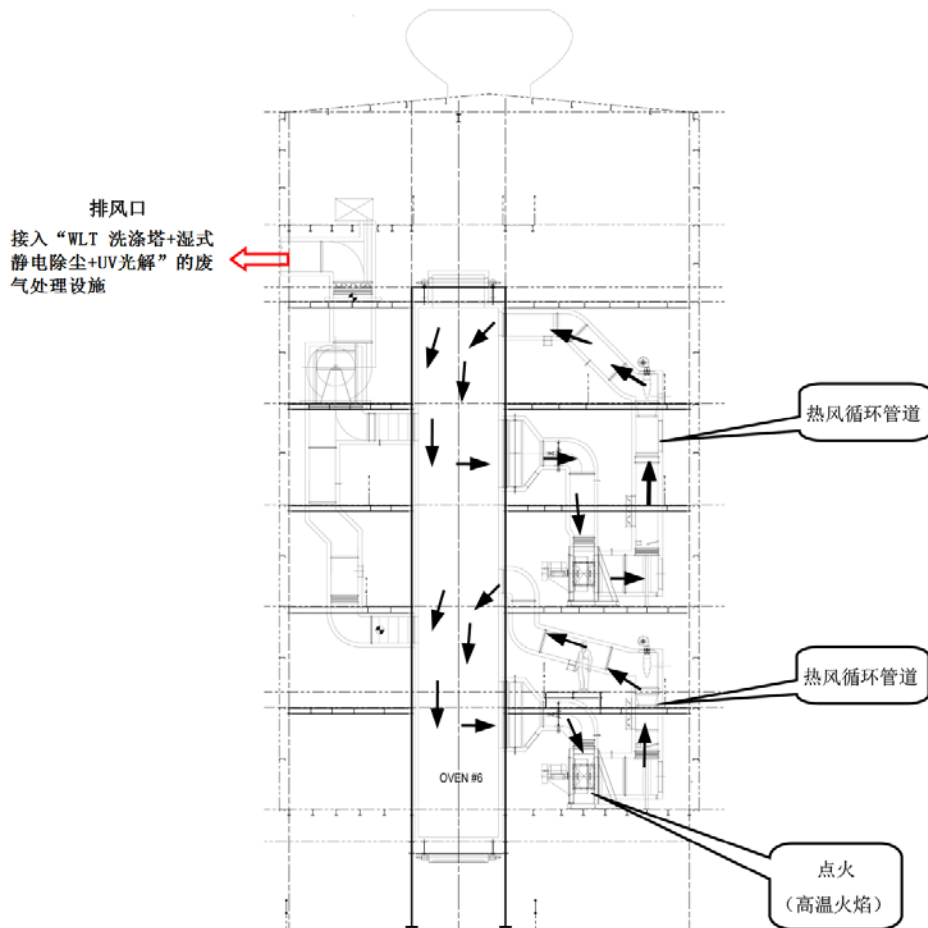 排风口
接入“WLT 洗涤塔+湿式
静电除尘+UV光解”的废
气处理设施
热风循环管道
热风循环管道
OVEN #6
点火
（高温火焰）